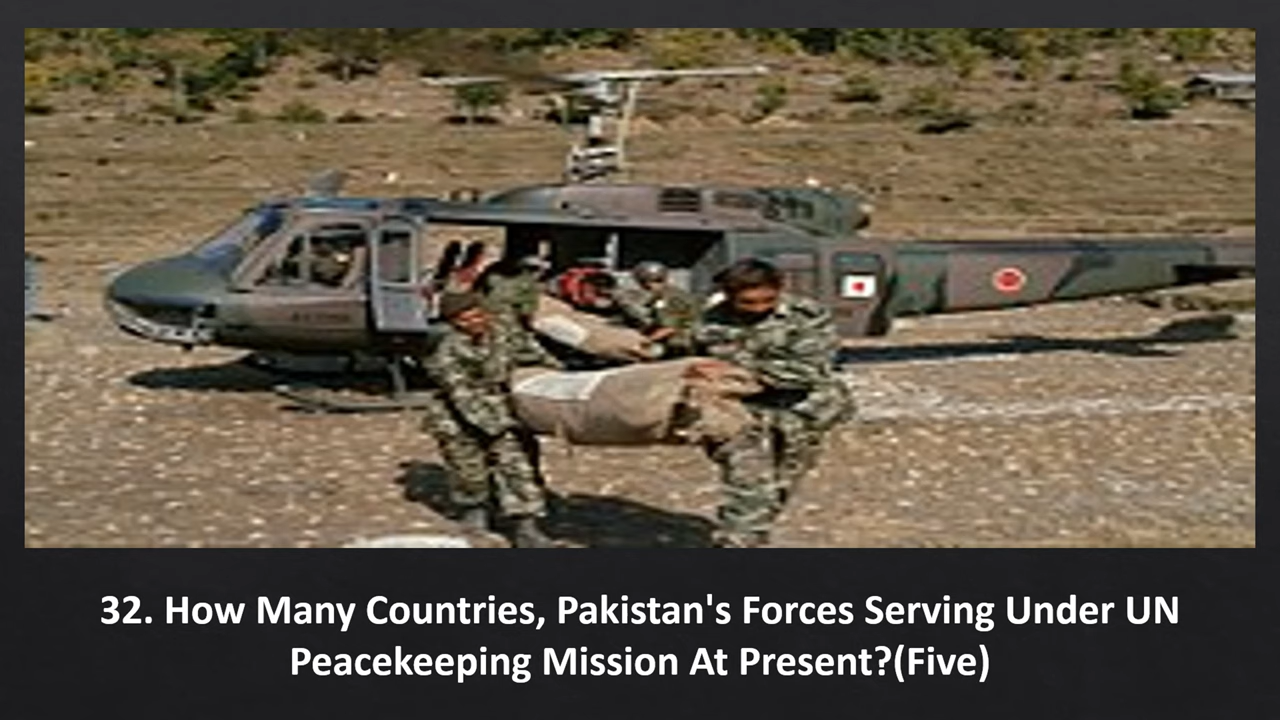 32. How Many Countries, Pakistan's Forces Serving Under UN
Peacekeeping Mission At Present?(Five)